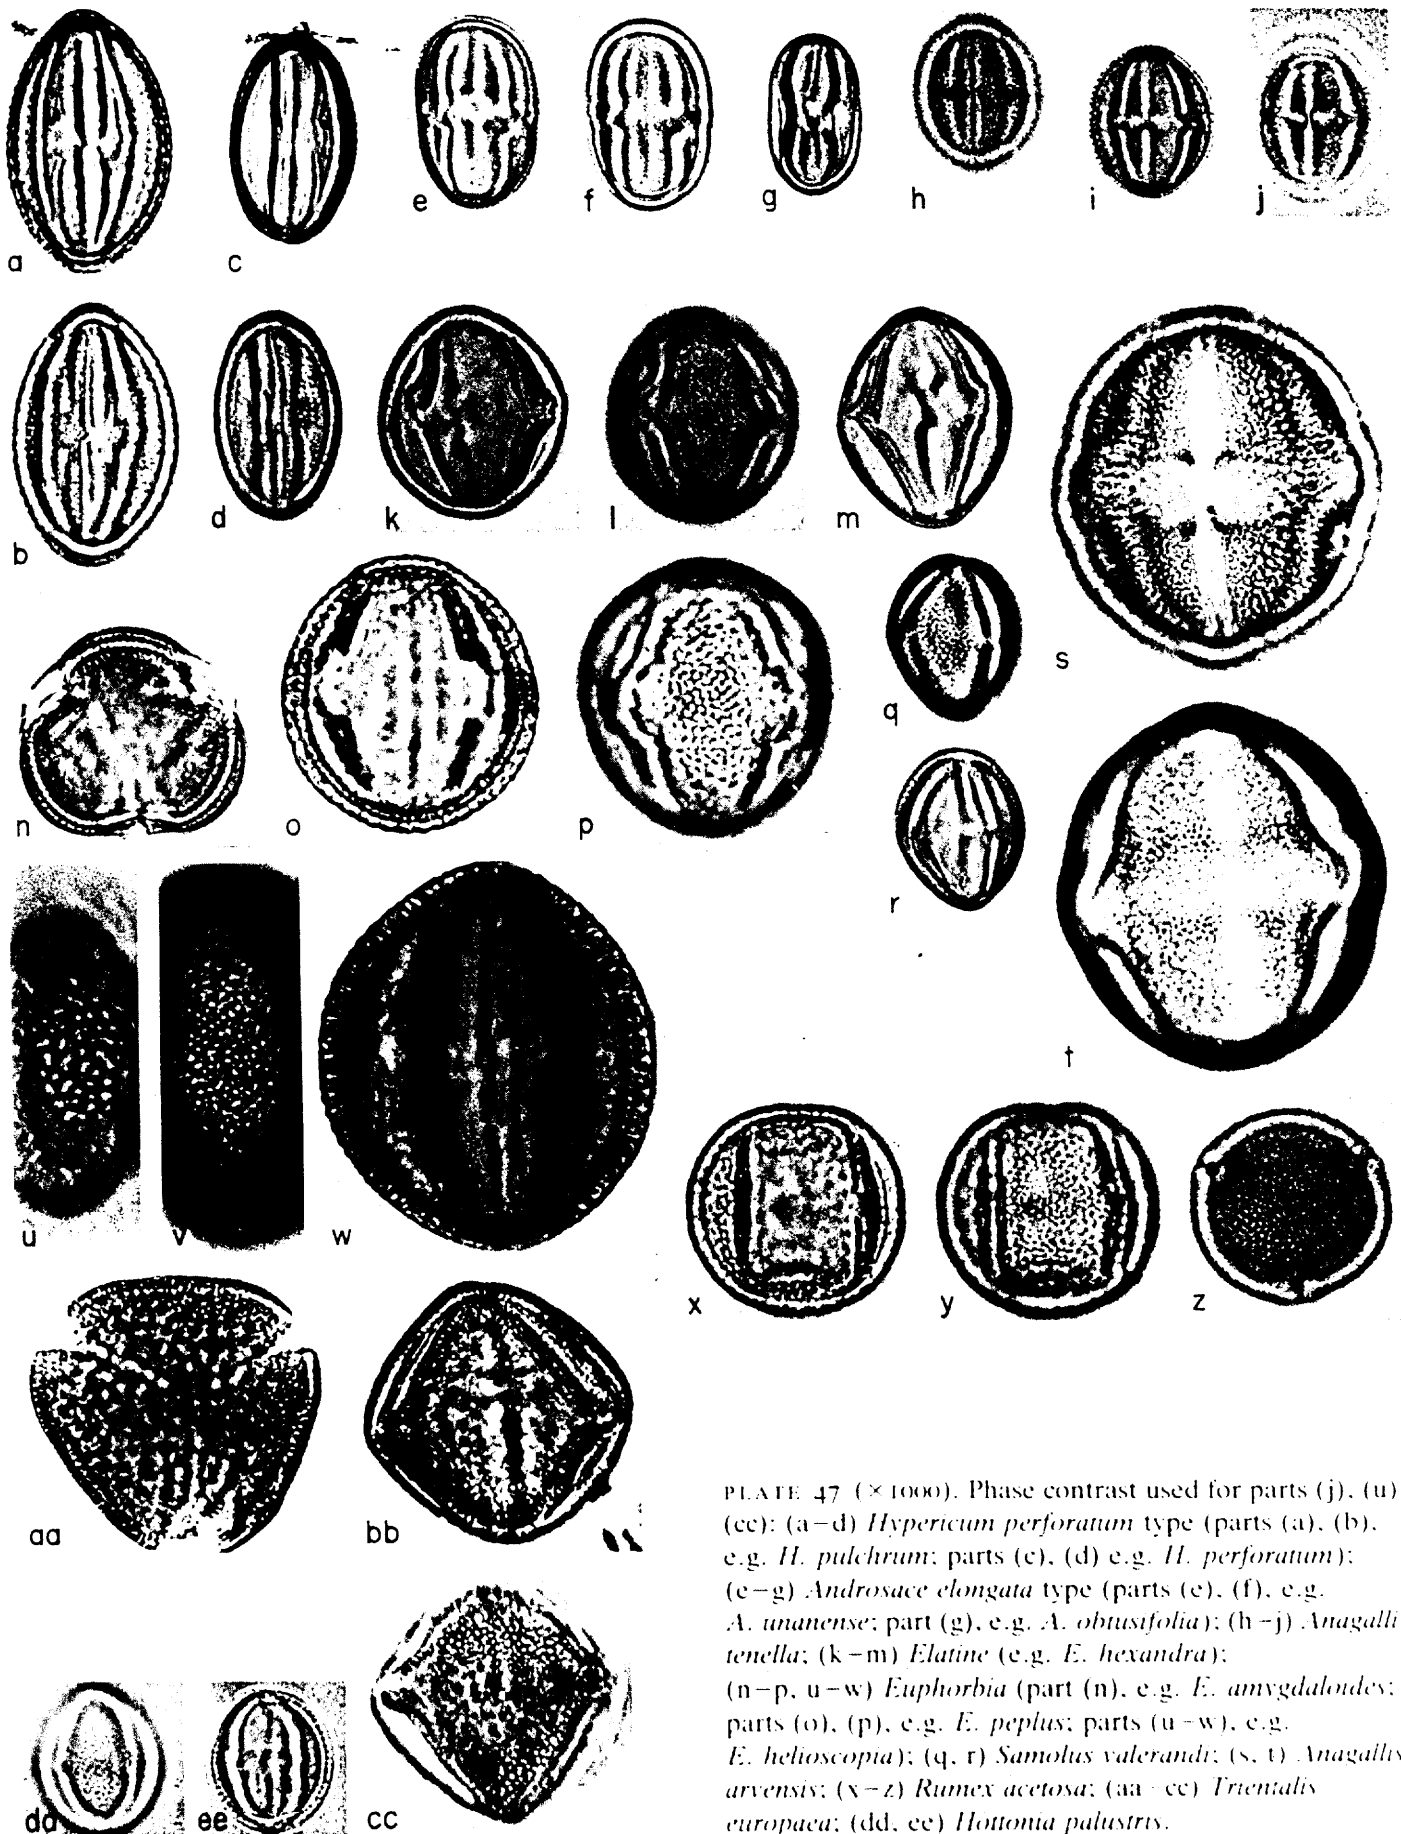 a
c
e
f
g
h
i
j
b
d
k
l
m
s
n
o
p
q
r
t
u
v
w
x
y
z
aa
bb
cc
dd
ee
PLATE 47 (×1000). Phase contrast used for parts (j), (u)
(cc): (a–d) Hypericum perforatum type (parts (a), (b),
e.g. H. pulchrum; parts (c), (d) e.g. H. perforatum);
(e–g) Androsace elongata type (parts (e), (f), e.g.
A. unanense; part (g), e.g. A. obtusifolia); (h–j) Anagalli
tenella; (k–m) Elatine (e.g. E. hexandra);
(n–p, u–w) Euphorbia (part (n), e.g. E. amygdaloides;
parts (o), (p), e.g. E. peplus; parts (u–w), e.g.
E. helioscopia); (q, r) Samolus valerandi; (s, t) Anagallis
arvensis; (x–z) Rumex acetosa; (aa–cc) Trientalis
europaea; (dd, ee) Hottonia palustris.